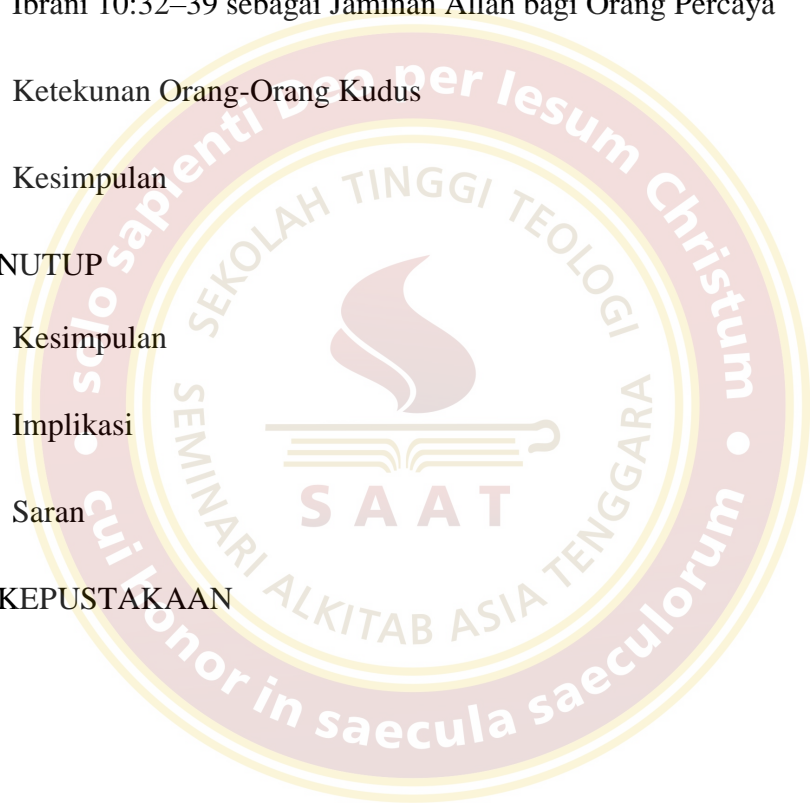 Ibrani 10:32–39 sebagai Jaminan Allah bagi Orang Percaya
Ketekunan Orang-Orang Kudus
Kesimpulan
NUTUP
Kesimpulan
Implikasi
Saran
KEPUSTAKAAN
solo sapienti Deo per Iesum Christum
cui honor in saecula saeculorum
SEKOLAH TINGGI TEOLOGI
SEMINARI ALKITAB ASIA TENGGARA
SAAT